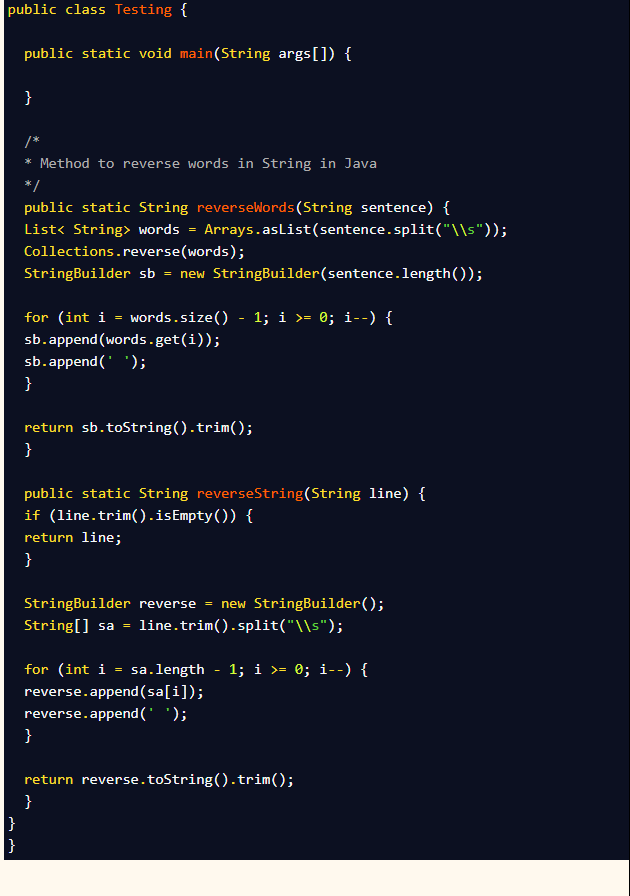 public class Testing {
public static void main(String args[]) {
}
/*
* Method to reverse words in String in Java
*/
public static String reverseWords(String sentence) {
List< String> words = Arrays.asList(sentence.split("\\s"));
Collections.reverse(words);
StringBuilder sb = new StringBuilder(sentence.length());
for (int i = words.size() - 1; i >= 0; i--) {
sb.append(words.get(i));
sb.append(' ');
}
return sb.toString().trim();
}
public static String reverseString(String line) {
if (line.trim().isEmpty()) {
return line;
}
StringBuilder reverse = new StringBuilder();
String[] sa = line.trim().split("\\s");
for (int i = sa.length - 1; i >= 0; i--) {
reverse.append(sa[i]);
reverse.append(' ');
}
return reverse.toString().trim();
}
}
}